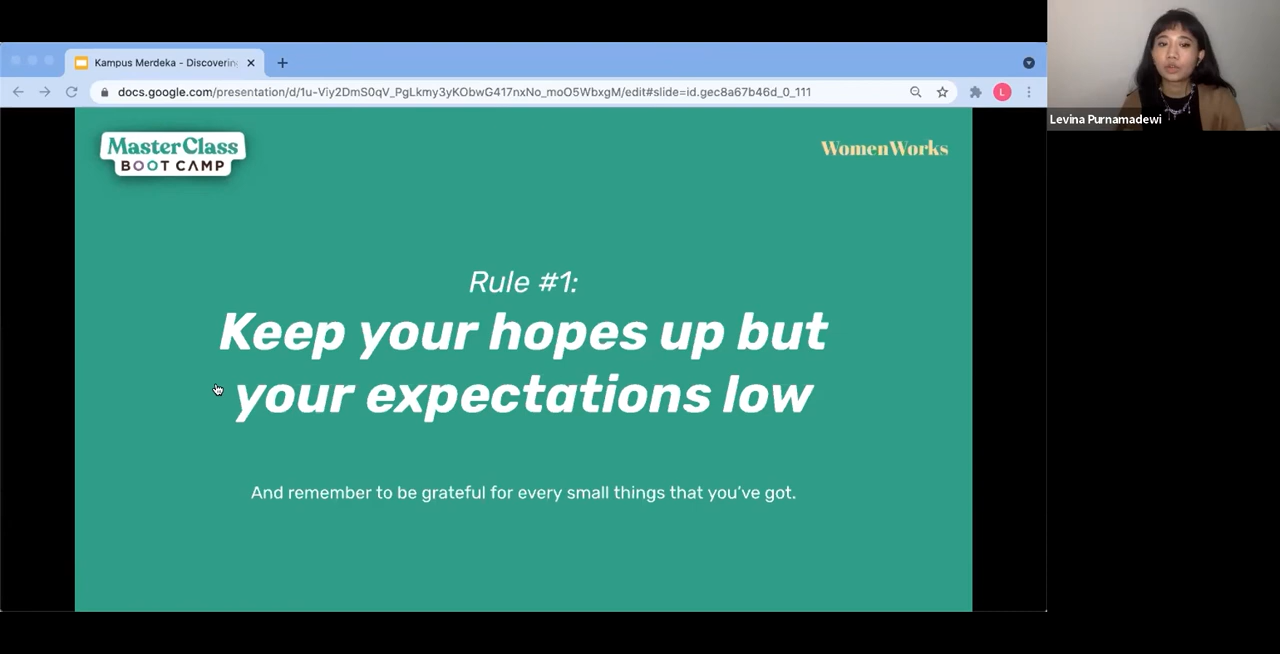 Kampus Merdeka - Discovering
docs.google.com/presentation/d/1u-Viy2DmS0qV_PgLkmy3yKObwG417nxNo_moO5WbxgM/edit#slide=id.gec8a67b46d_0_111
L
Levina Purnamadewi
MasterClass
BOOT CAMP
WomenWorks
Rule #1:
Keep your hopes up but
your expectations low
And remember to be grateful for every small things that you've got.